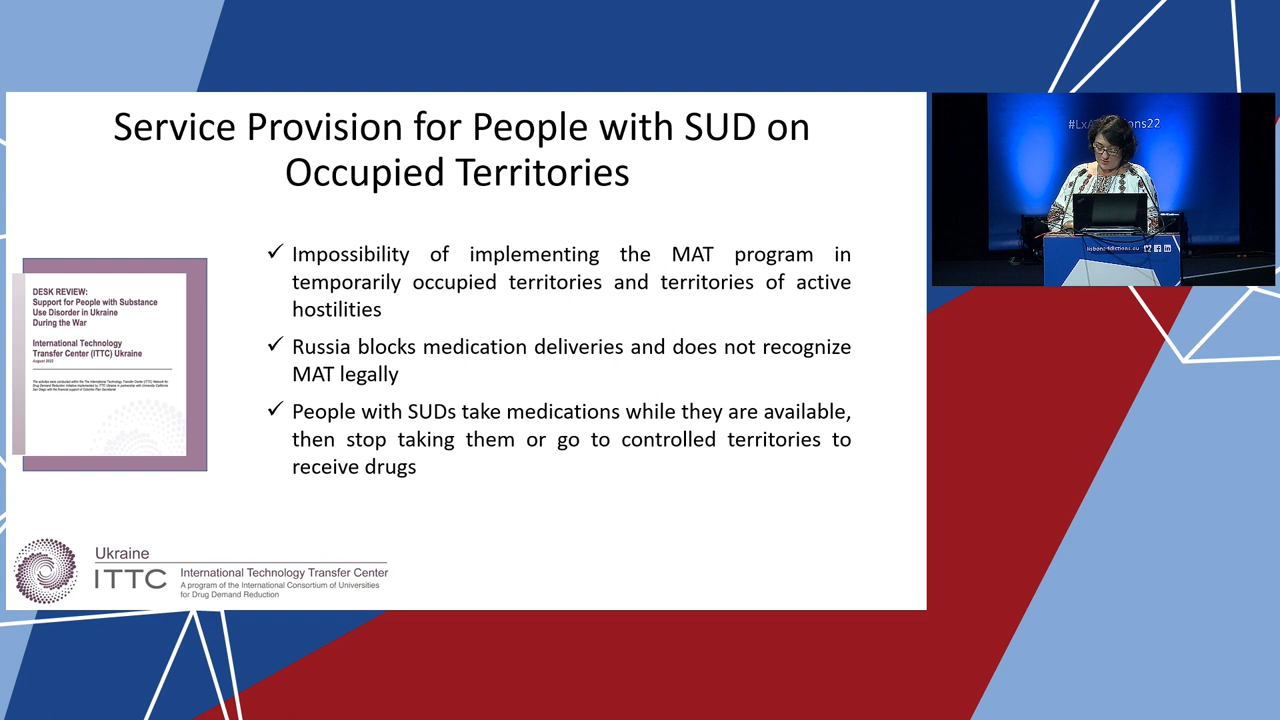 Service Provision for People with SUD on
Occupied Territories
✓ Impossibility of implementing the MAT program in
temporarily occupied territories and territories of active
hostilities
✓ Russia blocks medication deliveries and does not recognize
MAT legally
✓ People with SUDs take medications while they are available,
then stop taking them or go to controlled territories to
receive drugs
DESK REVIEW:
Support for People with Substance
Use Disorder in Ukraine
During the War
International Technology
Transfer Center (ITTC) Ukraine
August 2022
Ukraine
ITTC
International Technology Transfer Center
A program of the International Consortium of Universities
for Drug Demand Reduction